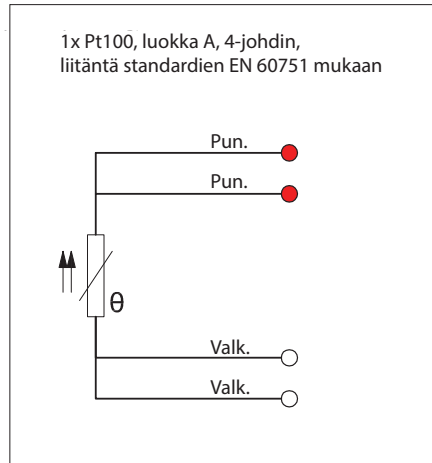 1x Pt100, luokka A, 4-johdin,
liitäntä standardien EN 60751 mukaan
Pun.
Pun.
θ
Valk.
Valk.